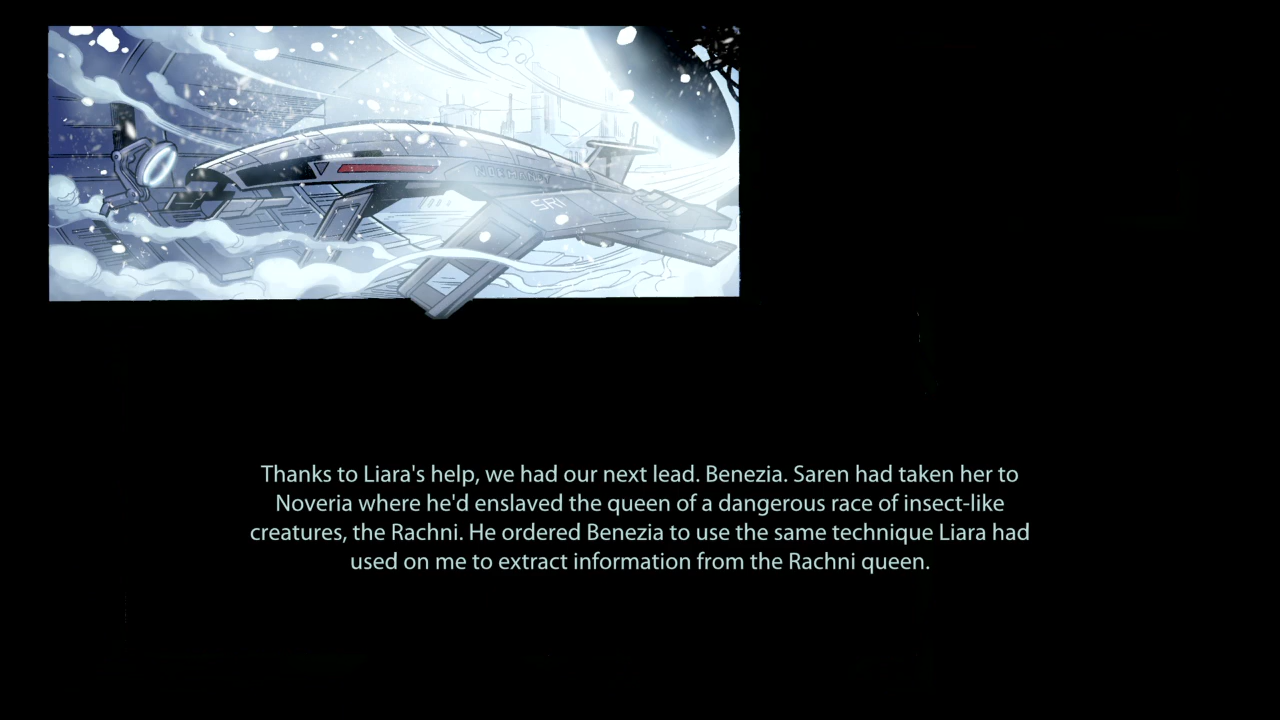 NORMANDY
SR1
Thanks to Liara's help, we had our next lead. Benezia. Saren had taken her to
Noveria where he'd enslaved the queen of a dangerous race of insect-like
creatures, the Rachni. He ordered Benezia to use the same technique Liara had
used on me to extract information from the Rachni queen.